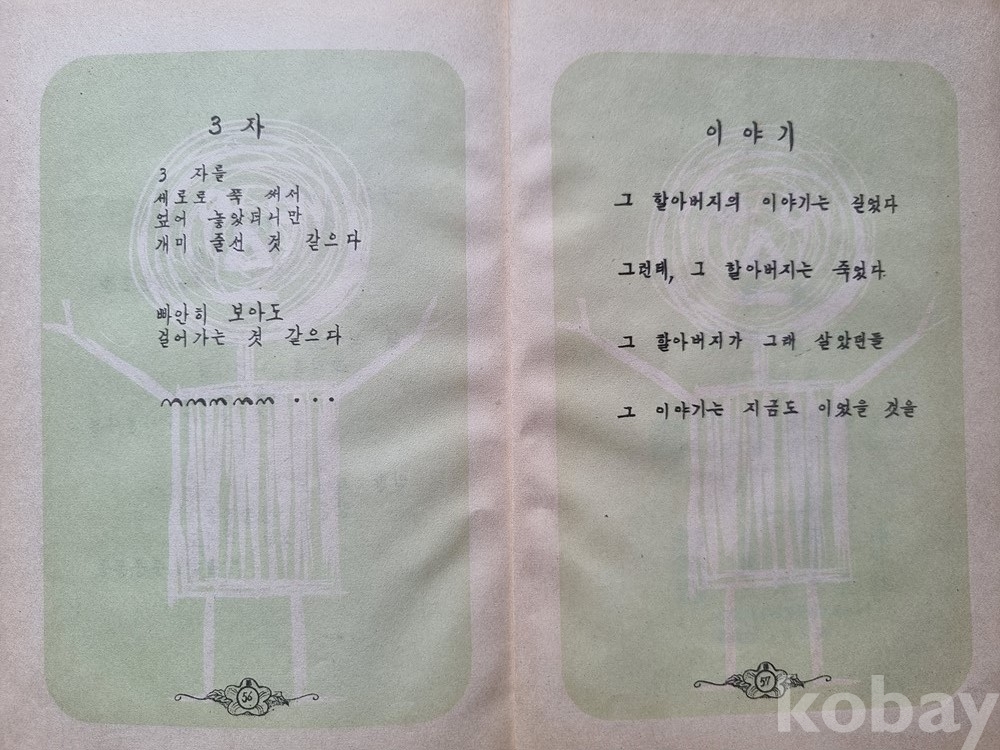 3 자
3 자를
세로로 쭉 써서
엎어 놓았더니만
개미 줄선 것 같으다
빠안히 보아도
걸어가는 것 같으다
mmmmm . . .
56
이 야 기
그 할아버지의 이야기는 길었다
그런데, 그 할아버지는 죽었다
그 할아버지가 그래 살았던들
그 이야기는 지금도 이었을 것을
57
kobay